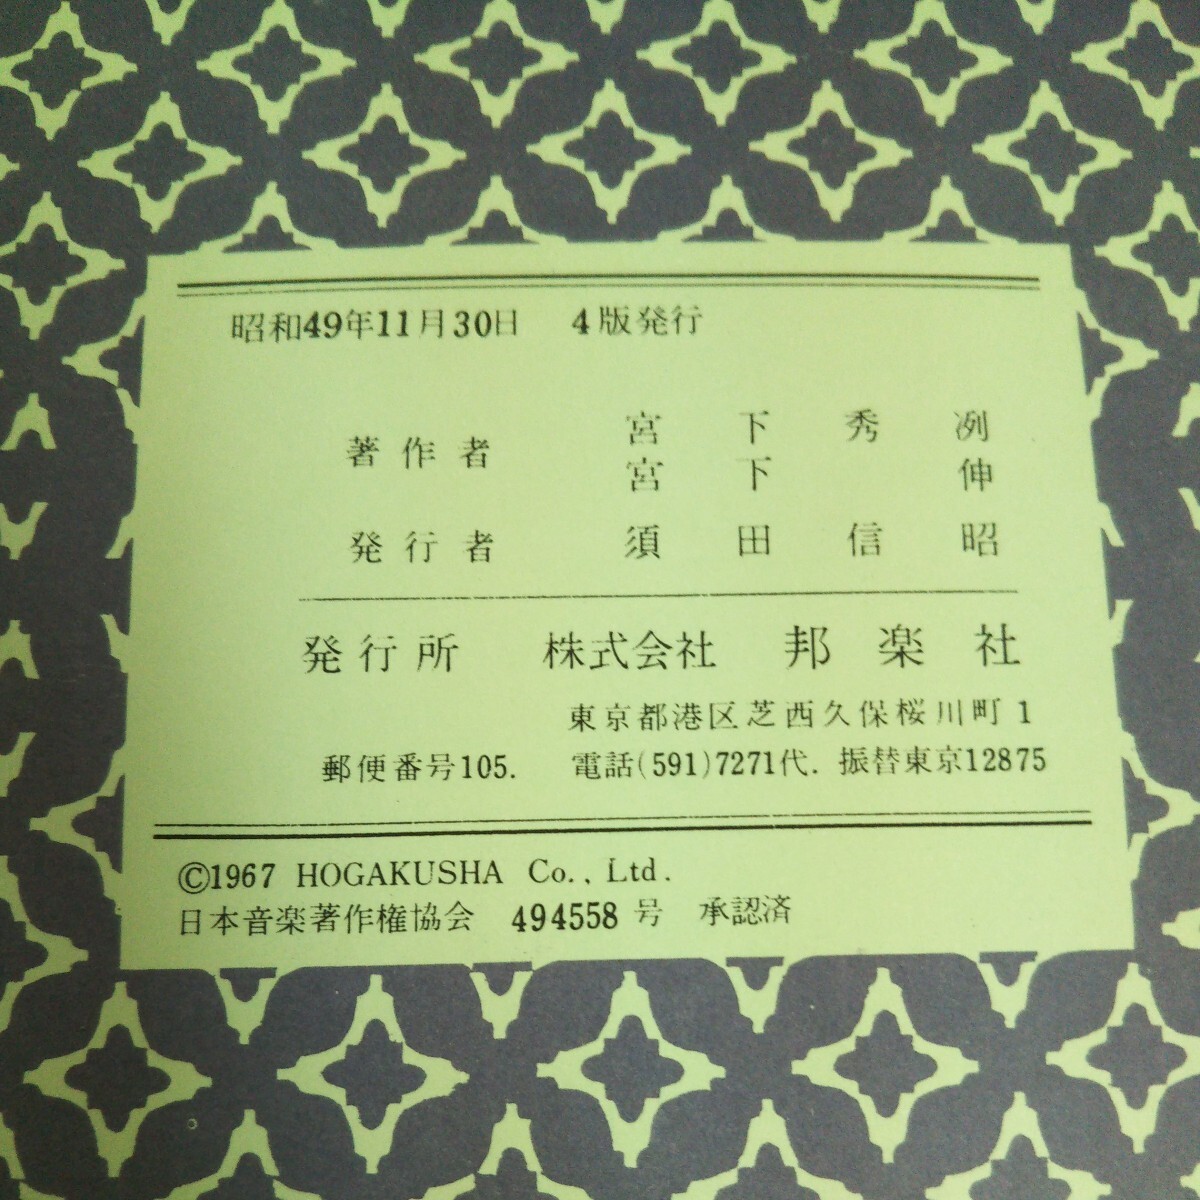 昭和49年11月30日 4版発行
著作者 宮下秀冽
宮下伸
発行者 須田信昭
発行所 株式会社 邦楽社
東京都港区芝西久保桜川町1
郵便番号105. 電話(591)7271代. 振替東京12875
©1967 HOGAKUSHA Co., Ltd.
日本音楽著作権協会 494558号 承認済